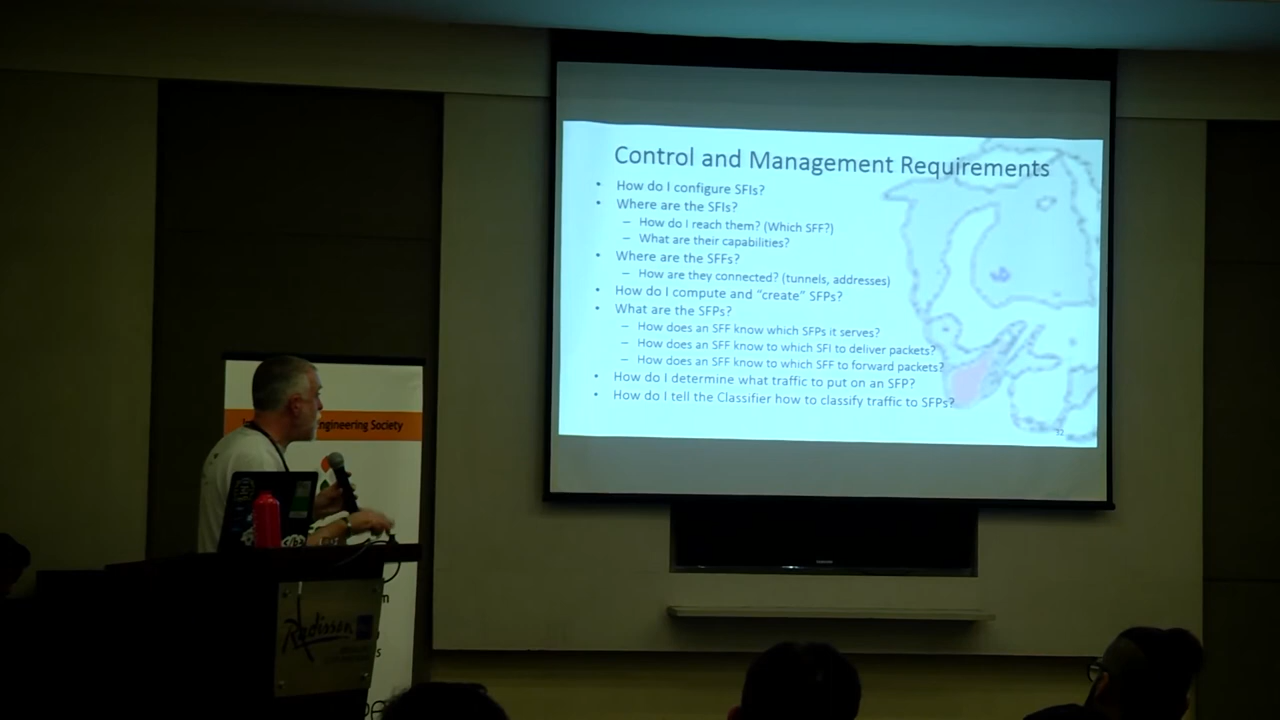 Control and Management Requirements
• How do I configure SFIs?
• Where are the SFIs?
– How do I reach them? (Which SFF?)
– What are their capabilities?
• Where are the SFFs?
– How are they connected? (tunnels, addresses)
• How do I compute and "create" SFPs?
• What are the SFPs?
– How does an SFF know which SFPs it serves?
– How does an SFF know to which SFI to deliver packets?
– How does an SFF know to which SFF to forward packets?
• How do I determine what traffic to put on an SFP?
• How do I tell the Classifier how to classify traffic to SFPs?
32
ngineering Society
Radisson